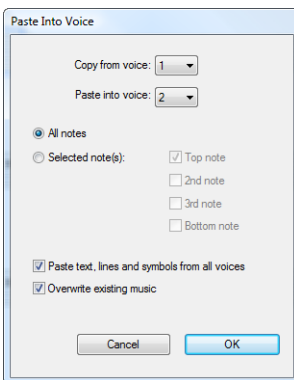 Paste Into Voice
Copy from voice: 1
Paste into voice: 2
All notes
Selected note(s): Top note
2nd note
3rd note
Bottom note
Paste text, lines and symbols from all voices
Overwrite existing music
Cancel OK